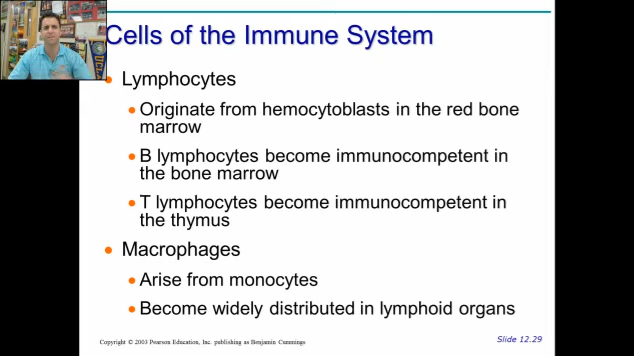 Cells of the Immune System
• Lymphocytes
• Originate from hemocytoblasts in the red bone
marrow
• B lymphocytes become immunocompetent in
the bone marrow
• T lymphocytes become immunocompetent in
the thymus
• Macrophages
• Arise from monocytes
• Become widely distributed in lymphoid organs
Copyright © 2003 Pearson Education, Inc. publishing as Benjamin Cummings
Slide 12.29